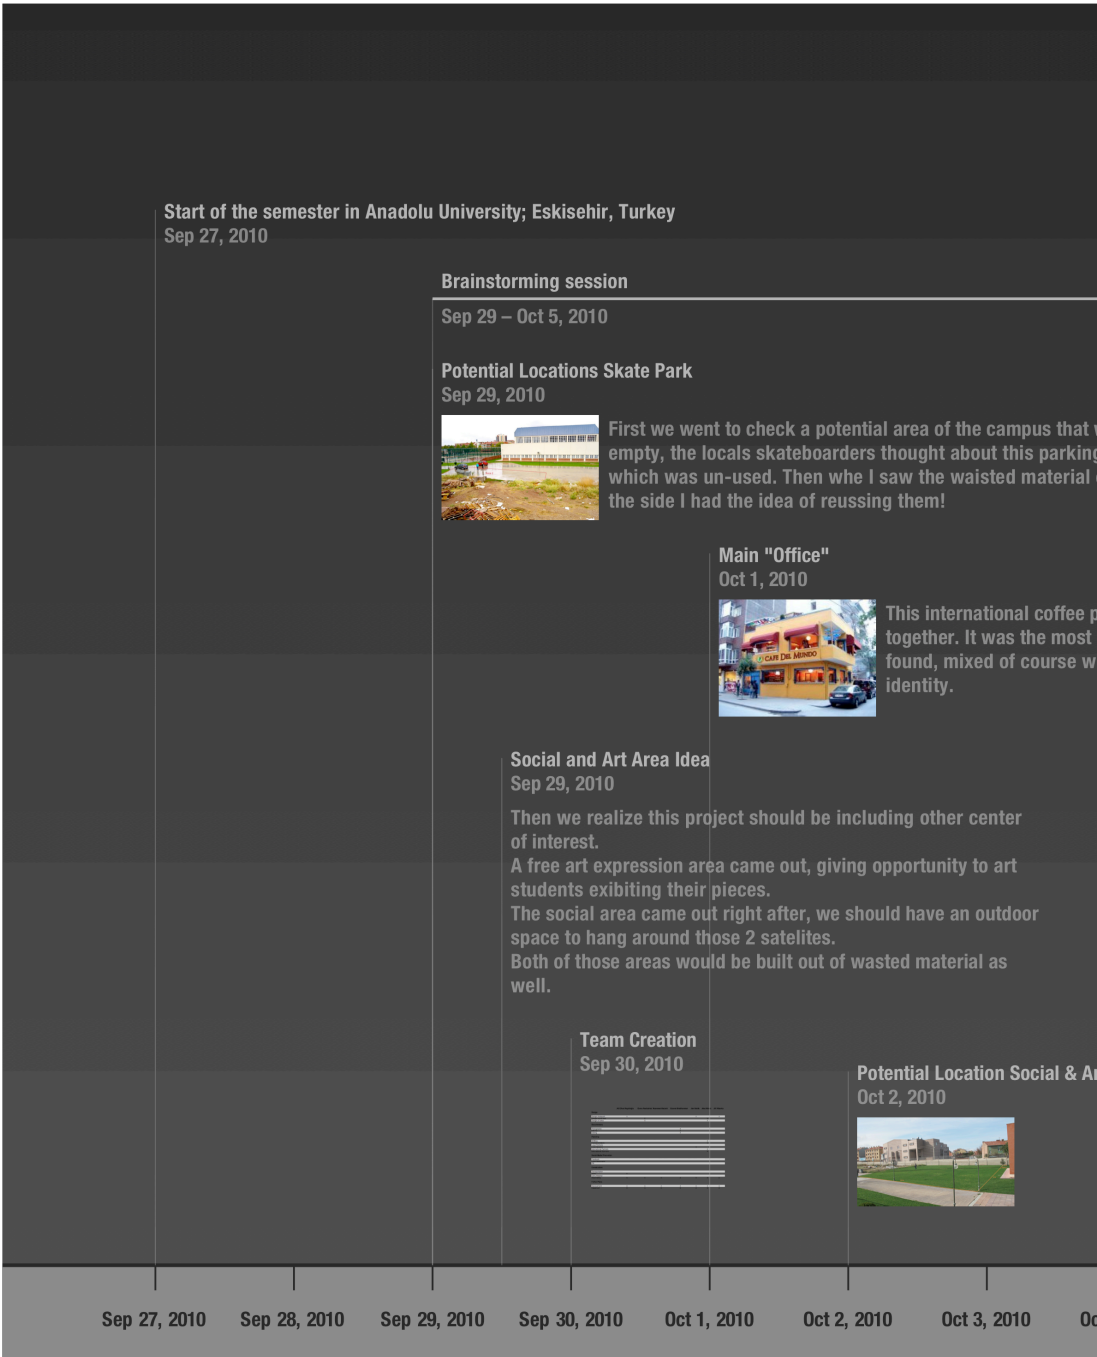 Start of the semester in Anadolu University; Eskisehir, Turkey
Sep 27, 2010
Brainstorming session
Sep 29 – Oct 5, 2010
Potential Locations Skate Park
Sep 29, 2010
First we went to check a potential area of the campus that
empty, the locals skateboarders thought about this parking
which was un-used. Then whe I saw the waisted material
the side I had the idea of reussing them!
Main "Office"
Oct 1, 2010
CAFE DEL MUNDO
This international coffee
together. It was the most
found, mixed of course
identity.
Social and Art Area Idea
Sep 29, 2010
Then we realize this project should be including other center
of interest.
A free art expression area came out, giving opportunity to art
students exibiting their pieces.
The social area came out right after, we should have an outdoor
space to hang around those 2 satelites.
Both of those areas would be built out of wasted material as
well.
Team Creation
Sep 30, 2010
Potential Location Social &
Oct 2, 2010
Sep 27, 2010 Sep 28, 2010 Sep 29, 2010 Sep 30, 2010 Oct 1, 2010 Oct 2, 2010 Oct 3, 2010